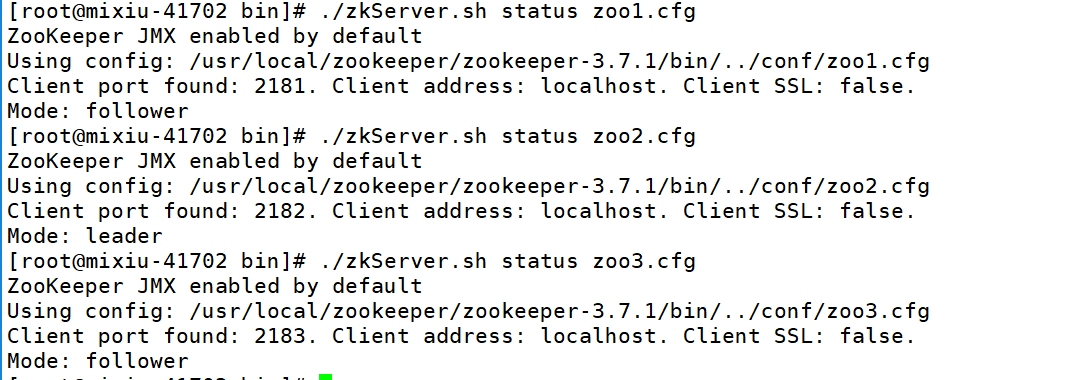 [root@mixiu-41702 bin]# ./zkServer.sh status zoo1.cfg
ZooKeeper JMX enabled by default
Using config: /usr/local/zookeeper/zookeeper-3.7.1/bin/../conf/zoo1.cfg
Client port found: 2181. Client address: localhost. Client SSL: false.
Mode: follower
[root@mixiu-41702 bin]# ./zkServer.sh status zoo2.cfg
ZooKeeper JMX enabled by default
Using config: /usr/local/zookeeper/zookeeper-3.7.1/bin/../conf/zoo2.cfg
Client port found: 2182. Client address: localhost. Client SSL: false.
Mode: leader
[root@mixiu-41702 bin]# ./zkServer.sh status zoo3.cfg
ZooKeeper JMX enabled by default
Using config: /usr/local/zookeeper/zookeeper-3.7.1/bin/../conf/zoo3.cfg
Client port found: 2183. Client address: localhost. Client SSL: false.
Mode: follower
[root@mixiu-41702 bin]#